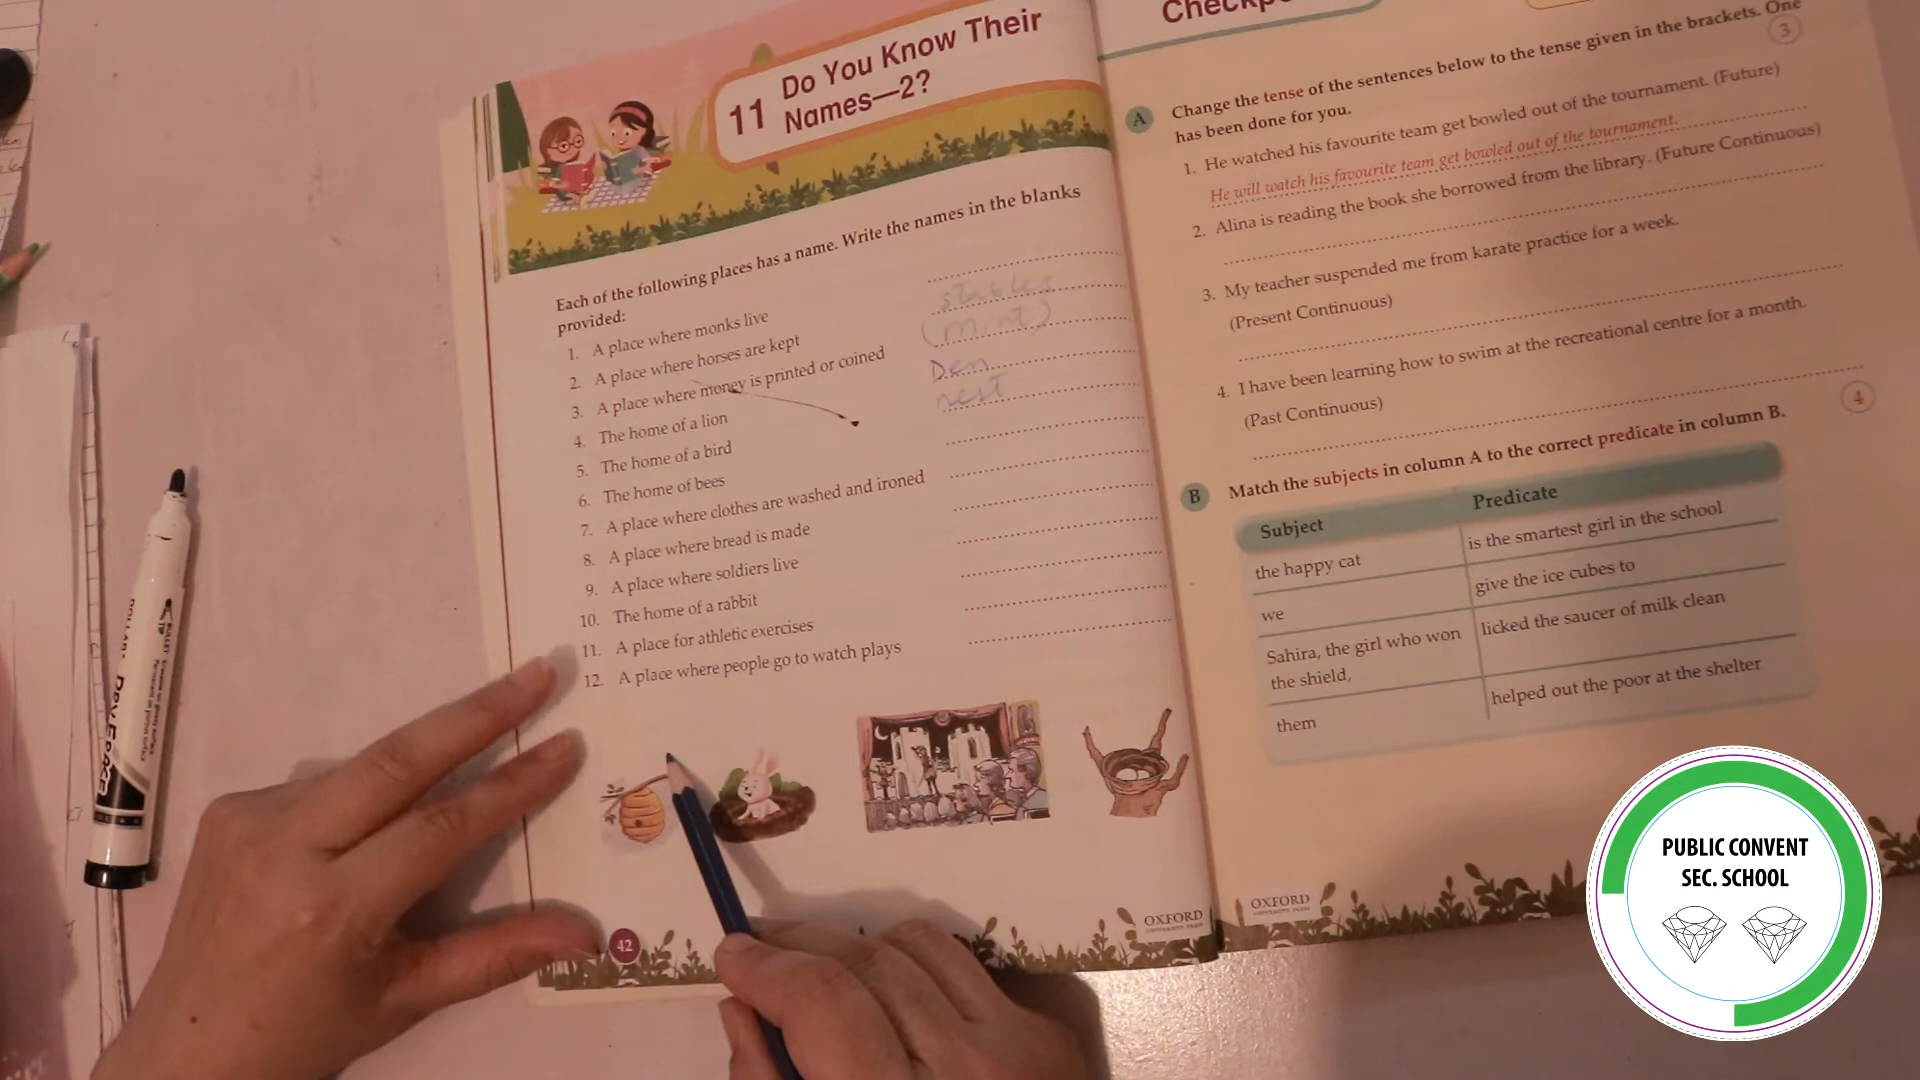 11 Do You Know Their
Names—2?
Each of the following places has a name. Write the names in the blanks
provided:
1. A place where monks live
2. A place where horses are kept
stables
3. A place where money is printed or coined
(mint)
4. The home of a lion
Den
5. The home of a bird
nest
6. The home of bees
7. A place where clothes are washed and ironed
8. A place where bread is made
9. A place where soldiers live
10. The home of a rabbit
11. A place for athletic exercises
12. A place where people go to watch plays
42
OXFORD
UNIVERSITY PRESS
A Change the tense of the sentences below to the tense given in the brackets. One
has been done for you.
3
1. He watched his favourite team get bowled out of the tournament. (Future)
He will watch his favourite team get bowled out of the tournament.
2. Alina is reading the book she borrowed from the library. (Future Continuous)
3. My teacher suspended me from karate practice for a week.
(Present Continuous)
4. I have been learning how to swim at the recreational centre for a month.
(Past Continuous)
4
B Match the subjects in column A to the correct predicate in column B.
Subject Predicate
the happy cat is the smartest girl in the school
we give the ice cubes to
Sahira, the girl who won licked the saucer of milk clean
the shield,
them helped out the poor at the shelter
OXFORD
UNIVERSITY PRESS
DRY ERASE
PUBLIC CONVENT
SEC. SCHOOL